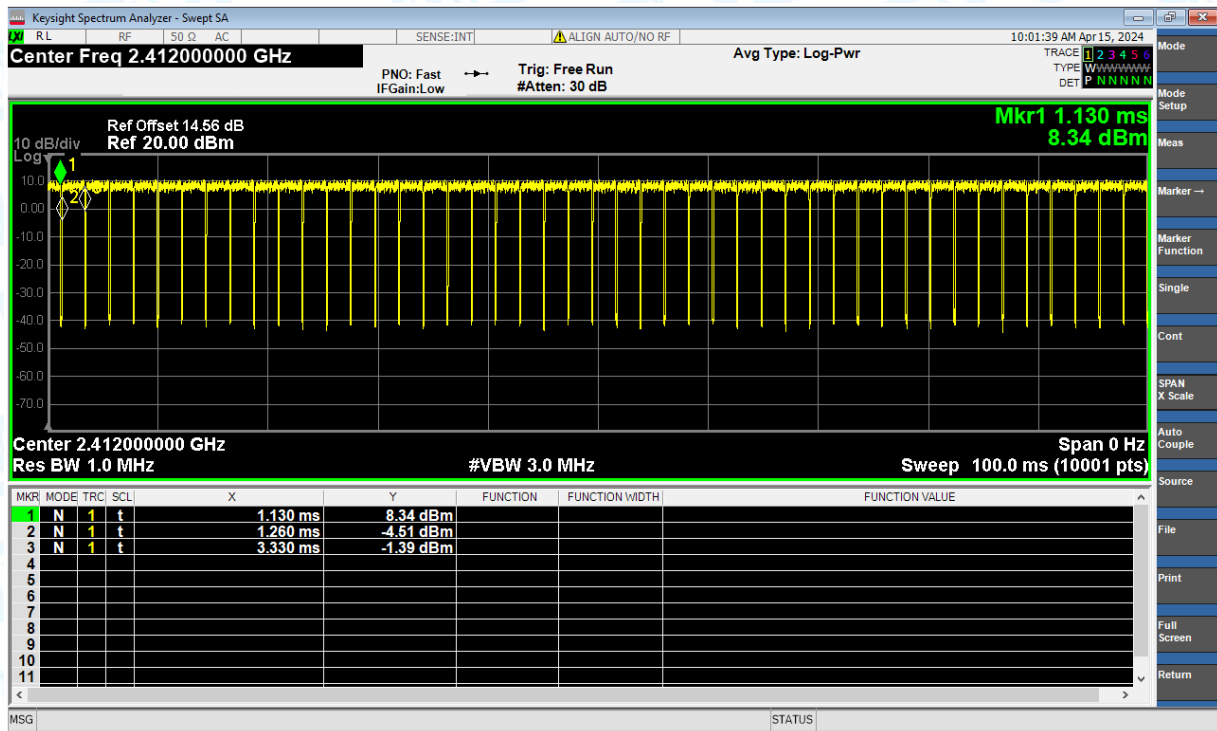 Keysight Spectrum Analyzer - Swept SA
LXI RL RF 50 Ω AC SENSE:INT ALIGN AUTO/NO RF 10:01:39 AM Apr 15, 2024
Center Freq 2.412000000 GHz
PNO: Fast
IFGain:Low
Trig: Free Run
#Atten: 30 dB
Avg Type: Log-Pwr
TRACE 1 2 3 4 5 6
TYPE WWWWWW
DET P N N N N N
Ref Offset 14.56 dB
Ref 20.00 dBm
10 dB/div
Log
Mkr1 1.130 ms
8.34 dBm
1
2
10.0
0.00
-10.0
-20.0
-30.0
-40.0
-50.0
-60.0
-70.0
Center 2.412000000 GHz
Span 0 Hz
Res BW 1.0 MHz
#VBW 3.0 MHz
Sweep 100.0 ms (10001 pts)
MKR MODE TRC SCL X Y FUNCTION FUNCTION WIDTH FUNCTION VALUE
1 N 1 t 1.130 ms 8.34 dBm
2 N 1 t 1.260 ms -4.51 dBm
3 N 1 t 3.330 ms -1.39 dBm
4
5
6
7
8
9
10
11
MSG
STATUS
Mode
Mode
Setup
Meas
Marker →
Marker
Function
Single
Cont
SPAN
X Scale
Auto
Couple
Source
File
Print
Full
Screen
Return